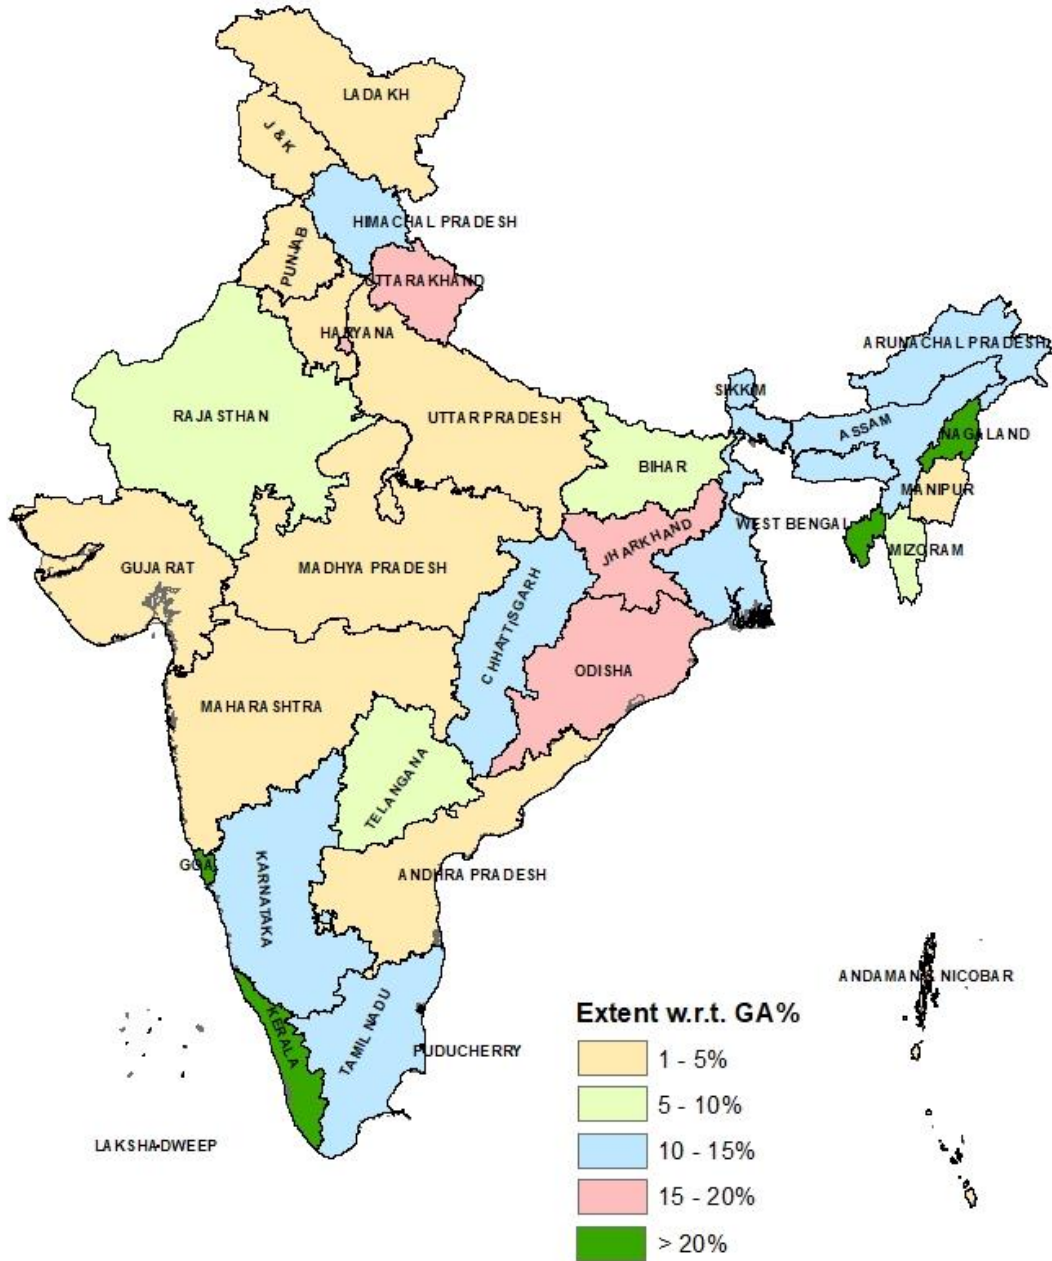 LADAKH
J & K
HIMACHAL PRADESH
PUNJAB
UTTARAKHAND
HARYANA
ARUNACHAL PRADESH
SIKKIM
RAJASTHAN
UTTAR PRADESH
ASSAM
NAGALAND
BIHAR
MANIPUR
WEST BENGAL
JHARKHAND
MIZORAM
GUJARAT
MADHYA PRADESH
CHHATTISGARH
ODISHA
MAHARASHTRA
TELANGANA
GOA
KARNATAKA
ANDHRA PRADESH
ANDAMAN & NICOBAR
KERALA
TAMIL NADU
PUDUCHERRY
LAKSHADWEEP
Extent w.r.t. GA%
1 - 5%
5 - 10%
10 - 15%
15 - 20%
> 20%